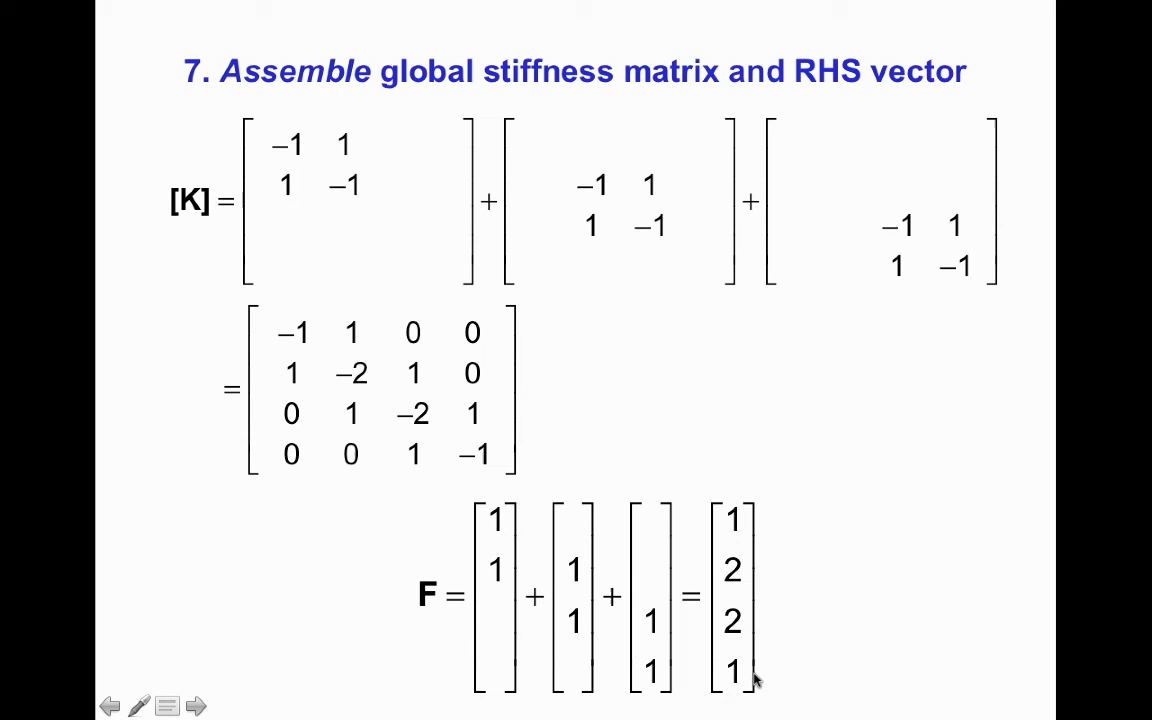 7. Assemble global stiffness matrix and RHS vector
–1 1
1 –1
–1 1
1 –1
–1 1
1 –1
[K] = + +
–1 1 0 0
1 –2 1 0
0 1 –2 1
0 0 1 –1
=
1 1
1 1 2
F = + + =
1 1 2
1 1